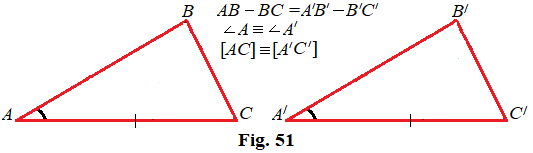 B
AB − BC = A′B′ − B′C′
∠A ≡ ∠A′
[AC] ≡ [A′C′]
B′
A
C
A′
C′
Fig. 51